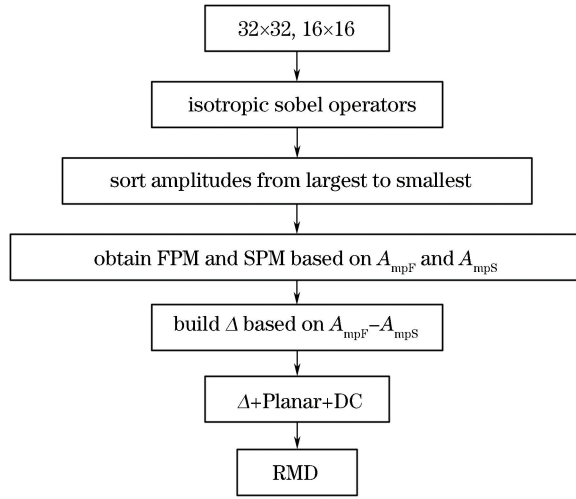 32×32, 16×16
isotropic sobel operators
sort amplitudes from largest to smallest
obtain FPM and SPM based on A_mpF and A_mpS
build Δ based on A_mpF−A_mpS
Δ+Planar+DC
RMD